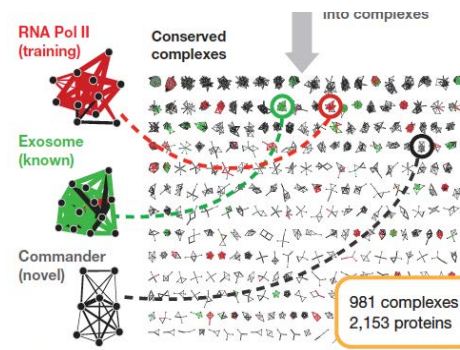 into complexes
RNA Pol II
(training)
Conserved
complexes
Exosome
(known)
Commander
(novel)
981 complexes
2,153 proteins